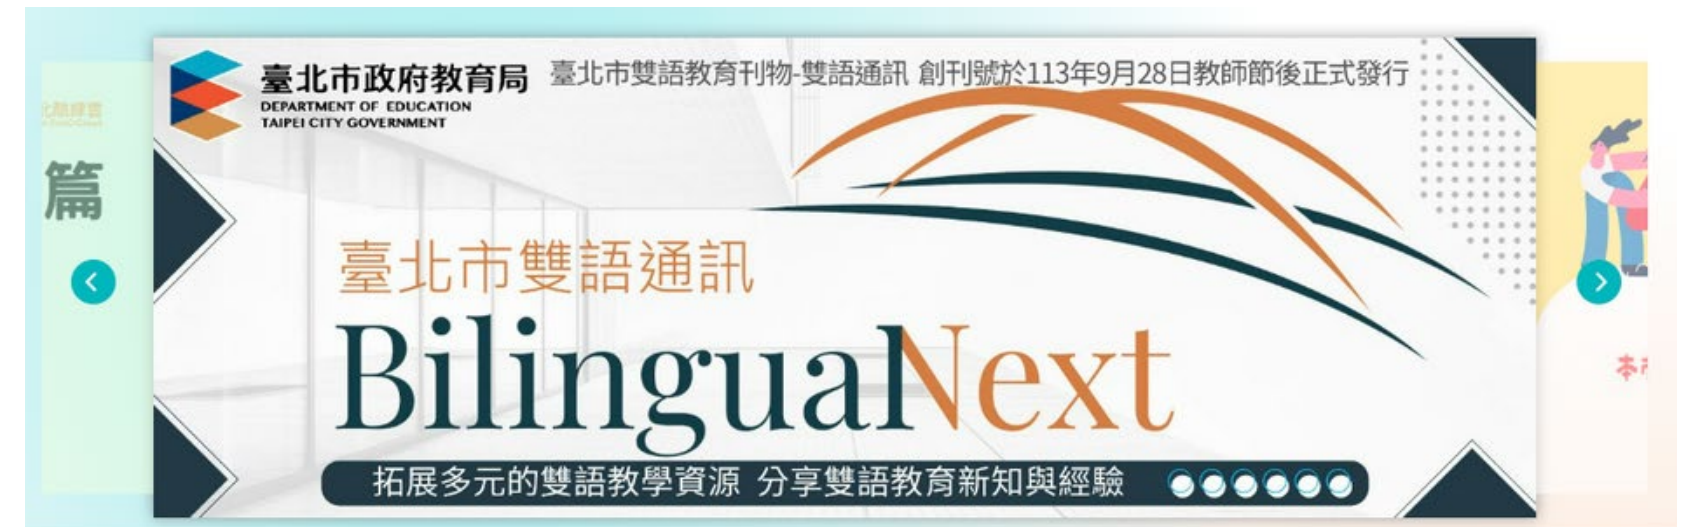 臺北市政府教育局
DEPARTMENT OF EDUCATION
TAIPEI CITY GOVERNMENT
臺北市雙語教育刊物-雙語通訊 創刊號於113年9月28日教師節後正式發行
篇
臺北市雙語通訊
BilinguaNext
本市
拓展多元的雙語教學資源 分享雙語教育新知與經驗